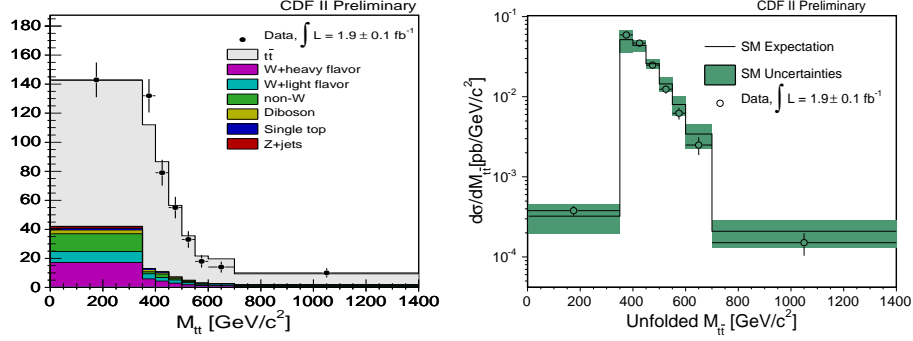 CDF II Preliminary
Data, ∫ L = 1.9 ± 0.1 fb⁻¹
tt̄
W+heavy flavor
W+light flavor
non-W
Diboson
Single top
Z+jets
180
160
140
120
100
80
60
40
20
0
0 200 400 600 800 1000 1200 1400
M_tt [GeV/c²]
CDF II Preliminary
SM Expectation
SM Uncertainties
Data, ∫ L = 1.9 ± 0.1 fb⁻¹
dσ/dM_tt̄ [pb/GeV/c²]
10⁻¹
10⁻²
10⁻³
10⁻⁴
0 200 400 600 800 1000 1200 1400
Unfolded M_tt̄ [GeV/c²]